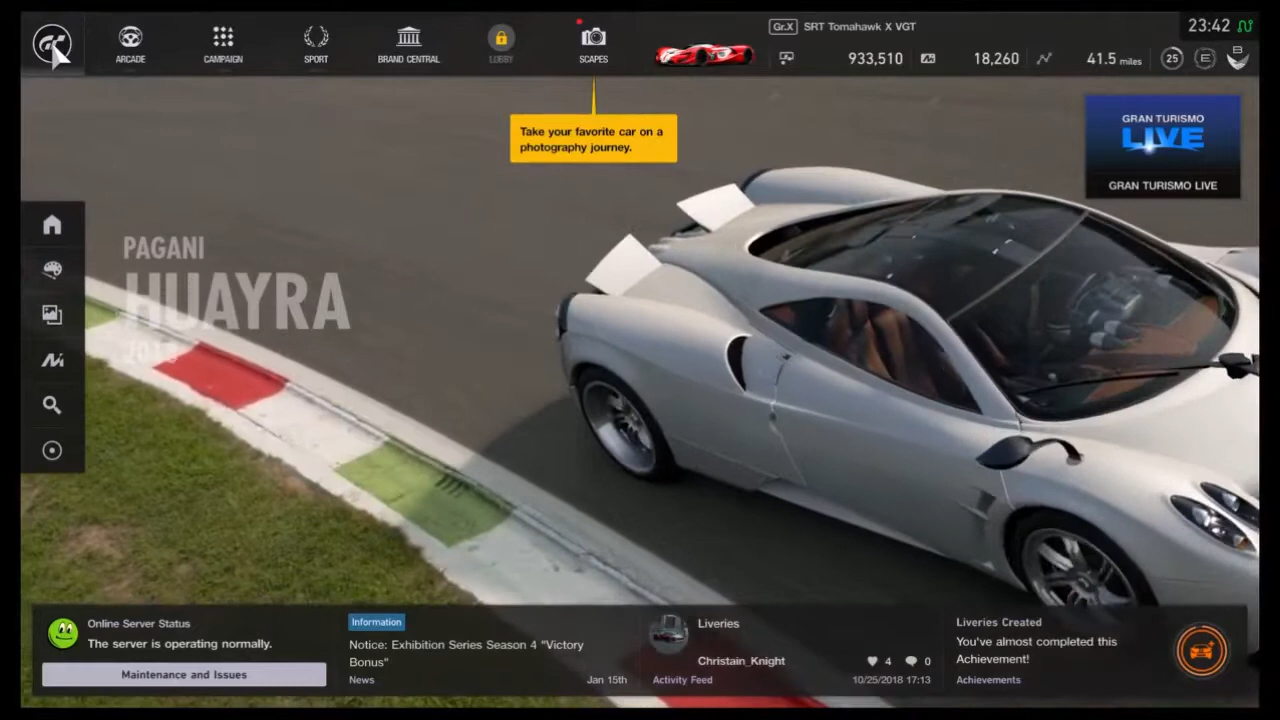 Gr.X SRT Tomahawk X VGT
23:42
ARCADE
CAMPAIGN
SPORT
BRAND CENTRAL
LOBBY
SCAPES
933,510
18,260
41.5 miles
25
E
B
Take your favorite car on a
photography journey.
GRAN TURISMO
LIVE
GRAN TURISMO LIVE
PAGANI
HUAYRA
Online Server Status
The server is operating normally.
Maintenance and Issues
Information
Notice: Exhibition Series Season 4 "Victory
Bonus"
News
Jan 15th
Liveries
Christain_Knight
4
0
Activity Feed
10/25/2018 17:13
Liveries Created
You've almost completed this
Achievement!
Achievements